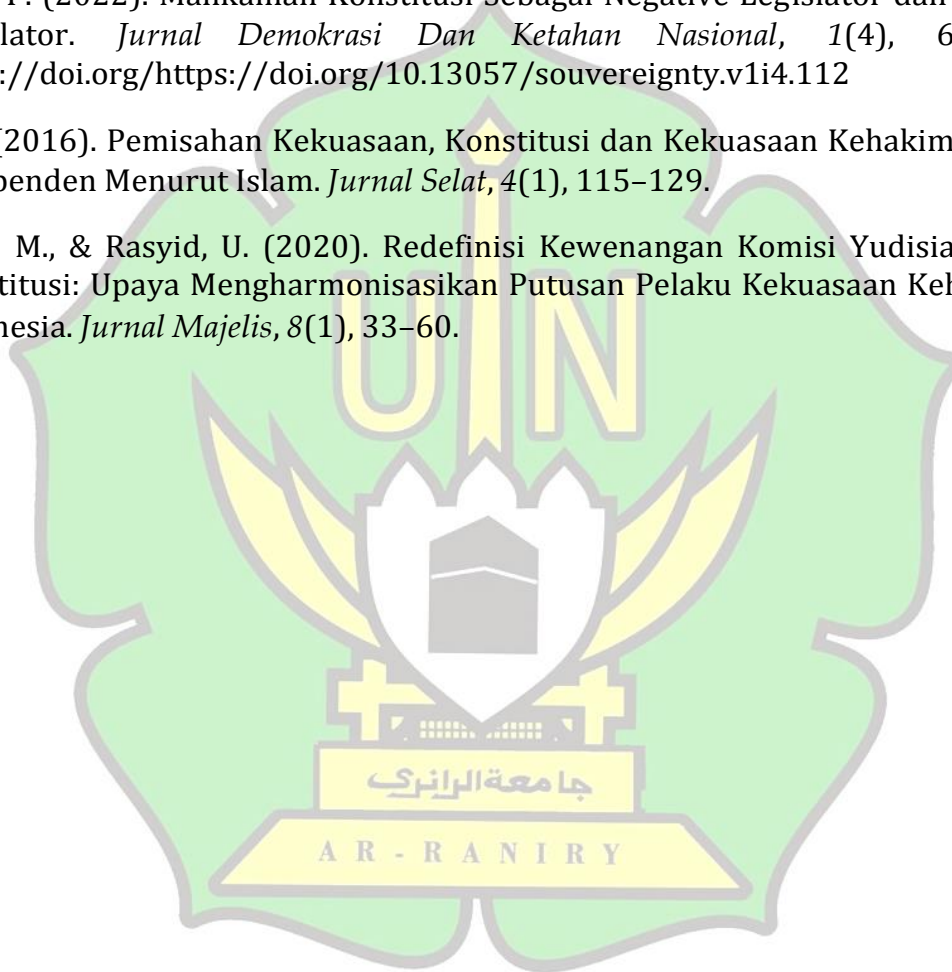 (2022). Mahkamah Konstitusi Sebagai Negative Legislator dan
lator. Jurnal Demokrasi Dan Ketahan Nasional, 1(4), 6
://doi.org/https://doi.org/10.13057/souvereignty.v1i4.112
(2016). Pemisahan Kekuasaan, Konstitusi dan Kekuasaan Kehakim
penden Menurut Islam. Jurnal Selat, 4(1), 115–129.
M., & Rasyid, U. (2020). Redefinisi Kewenangan Komisi Yudisia
titusi: Upaya Mengharmonisasikan Putusan Pelaku Kekuasaan Keh
nesia. Jurnal Majelis, 8(1), 33–60.
UIN
جامعة الرانري
AR-RANIRY